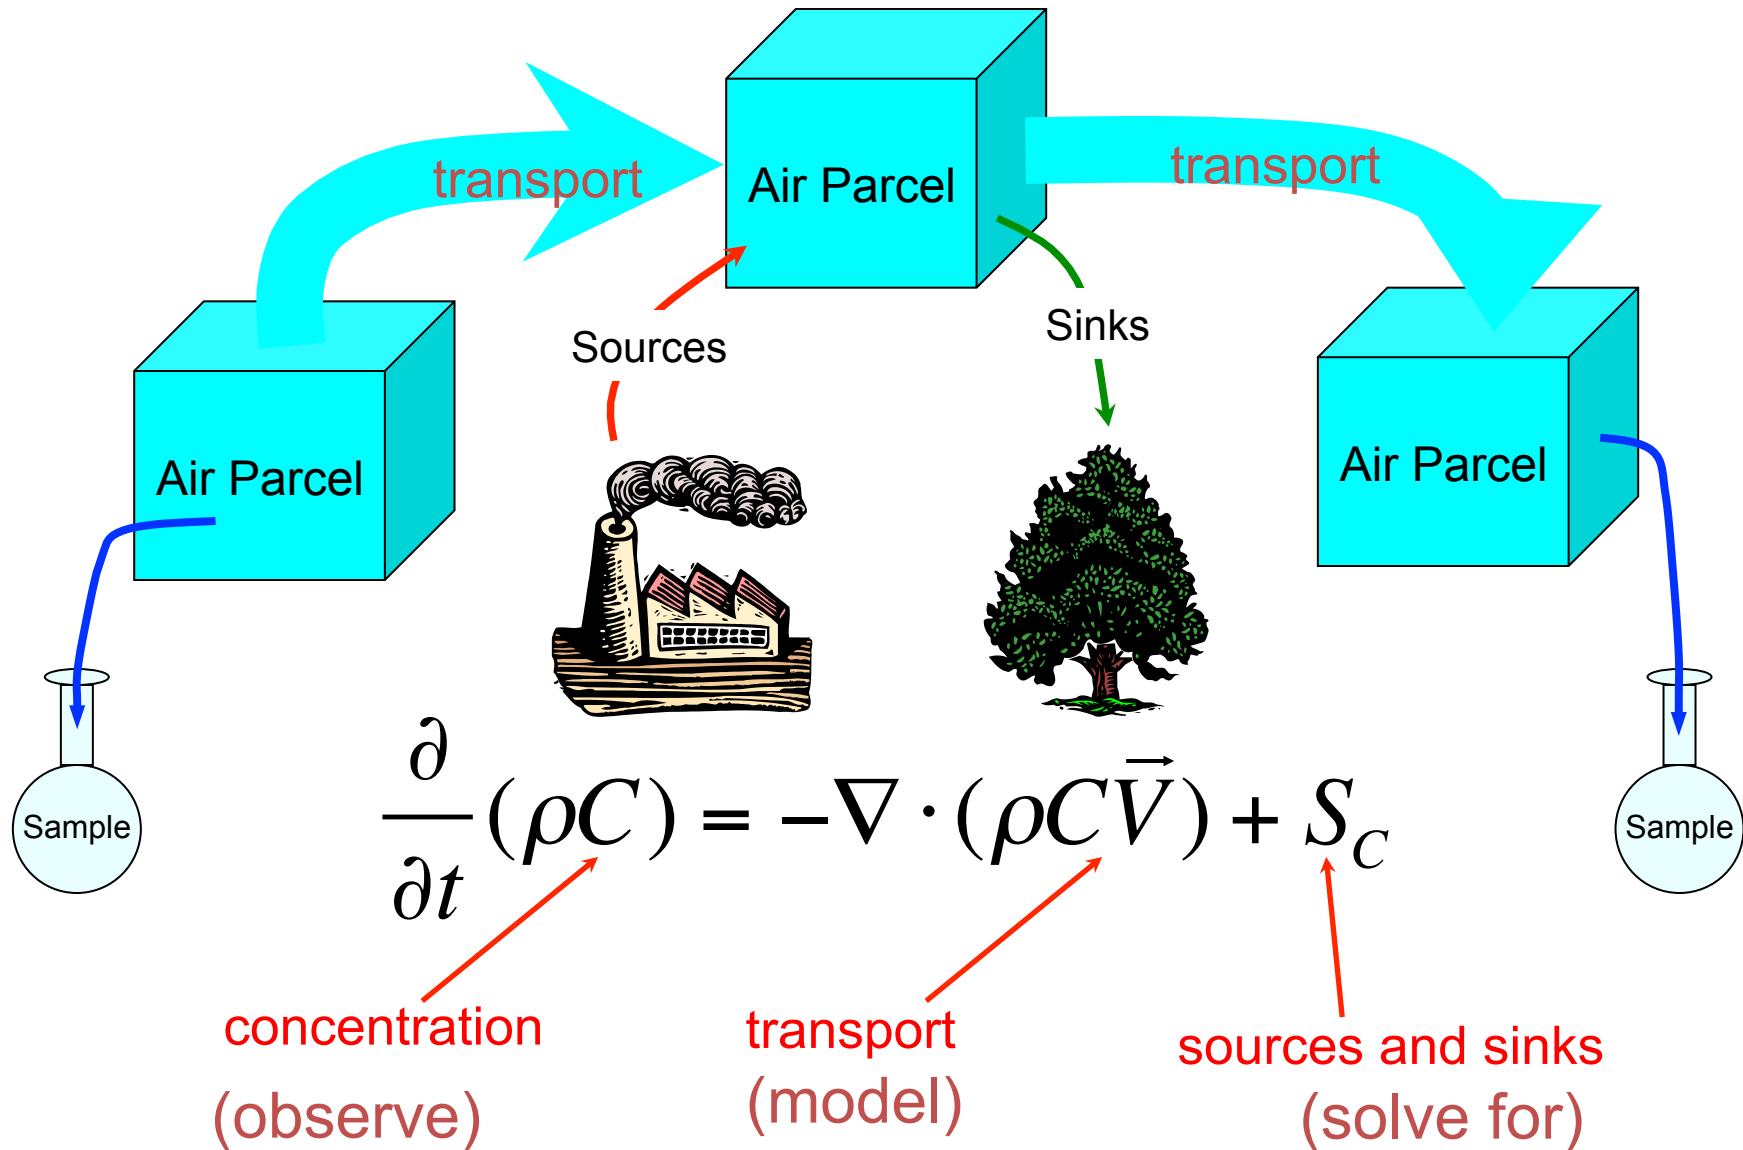 transport
Air Parcel
transport
Sources
Sinks
Air Parcel
Air Parcel
Sample
Sample
∂/∂t (ρC) = −∇ · (ρCV⃗) + S_C
concentration
(observe)
transport
(model)
sources and sinks
(solve for)